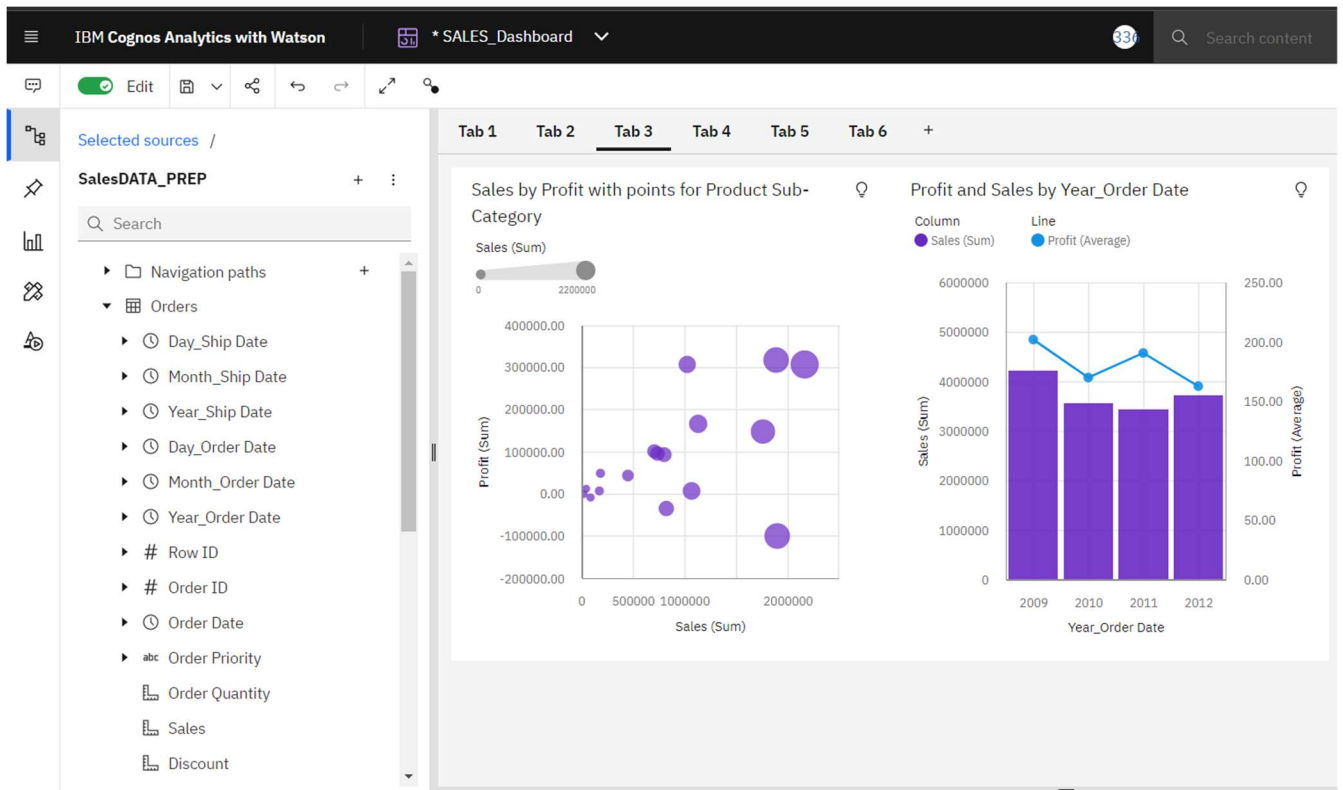 IBM Cognos Analytics with Watson
* SALES_Dashboard
336
Search content
Edit
Selected sources /
SalesDATA_PREP
Search
Navigation paths
Orders
Day_Ship Date
Month_Ship Date
Year_Ship Date
Day_Order Date
Month_Order Date
Year_Order Date
# Row ID
# Order ID
Order Date
abc Order Priority
Order Quantity
Sales
Discount
Tab 1 Tab 2 Tab 3 Tab 4 Tab 5 Tab 6 +
Sales by Profit with points for Product Sub-
Category
Sales (Sum)
0 2200000
Profit (Sum)
400000.00
300000.00
200000.00
100000.00
0.00
-100000.00
-200000.00
0 500000 1000000 2000000
Sales (Sum)
Profit and Sales by Year_Order Date
Column Line
Sales (Sum) Profit (Average)
Sales (Sum)
6000000
5000000
4000000
3000000
2000000
1000000
0
250.00
200.00
150.00
100.00
50.00
0.00
Profit (Average)
2009 2010 2011 2012
Year_Order Date